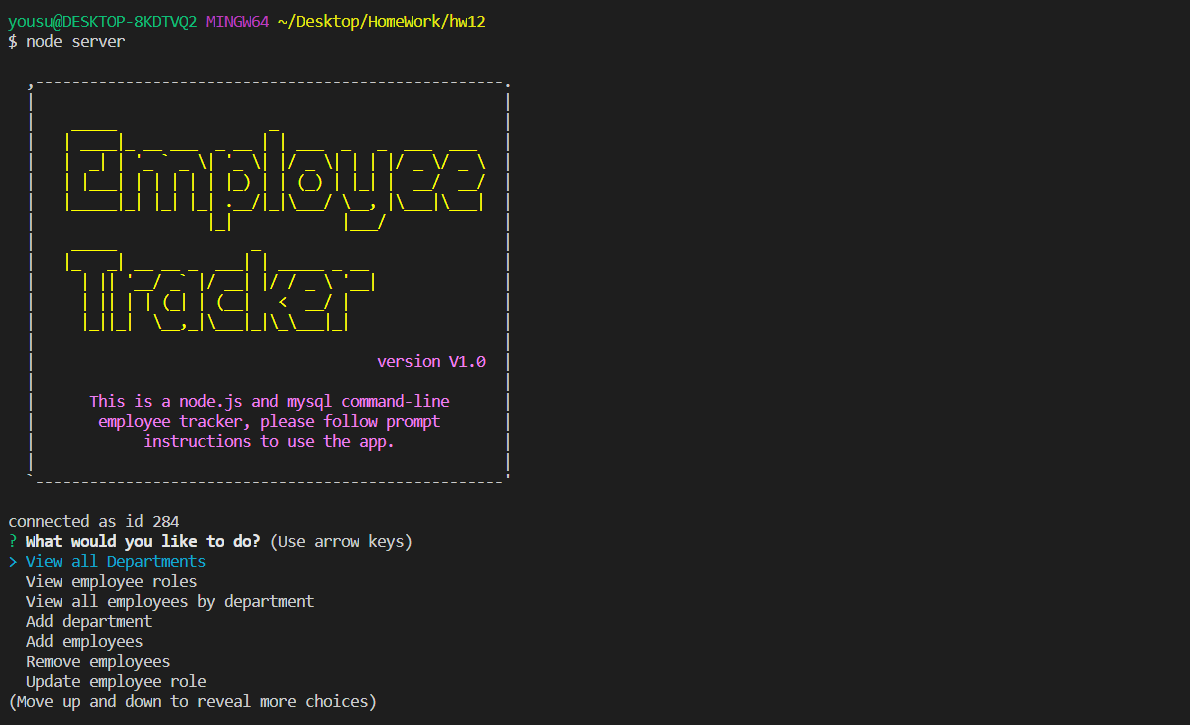 yousu@DESKTOP-8KDTVQ2 MINGW64 ~/Desktop/HomeWork/hw12
$ node server
Employee
Tracker
version V1.0
This is a node.js and mysql command-line
employee tracker, please follow prompt
instructions to use the app.
connected as id 284
? What would you like to do? (Use arrow keys)
> View all Departments
View employee roles
View all employees by department
Add department
Add employees
Remove employees
Update employee role
(Move up and down to reveal more choices)